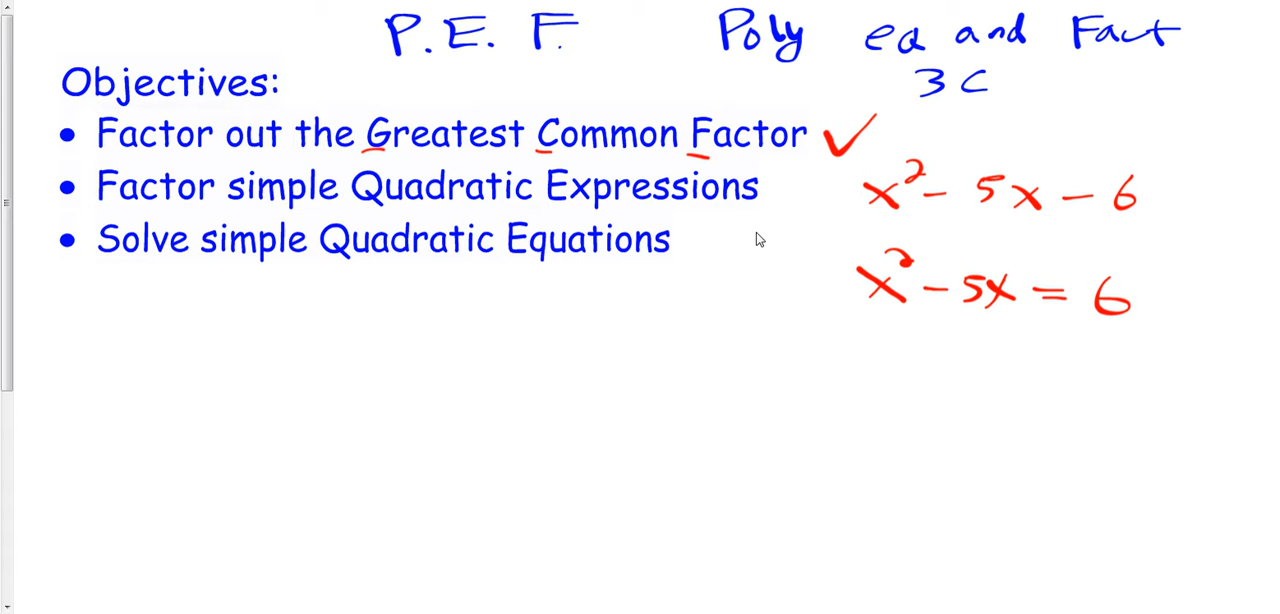 P.E.F. Poly eq and Fact
3C
Objectives:
• Factor out the Greatest Common Factor ✓
• Factor simple Quadratic Expressions
x² - 5x - 6
• Solve simple Quadratic Equations
x² - 5x = 6